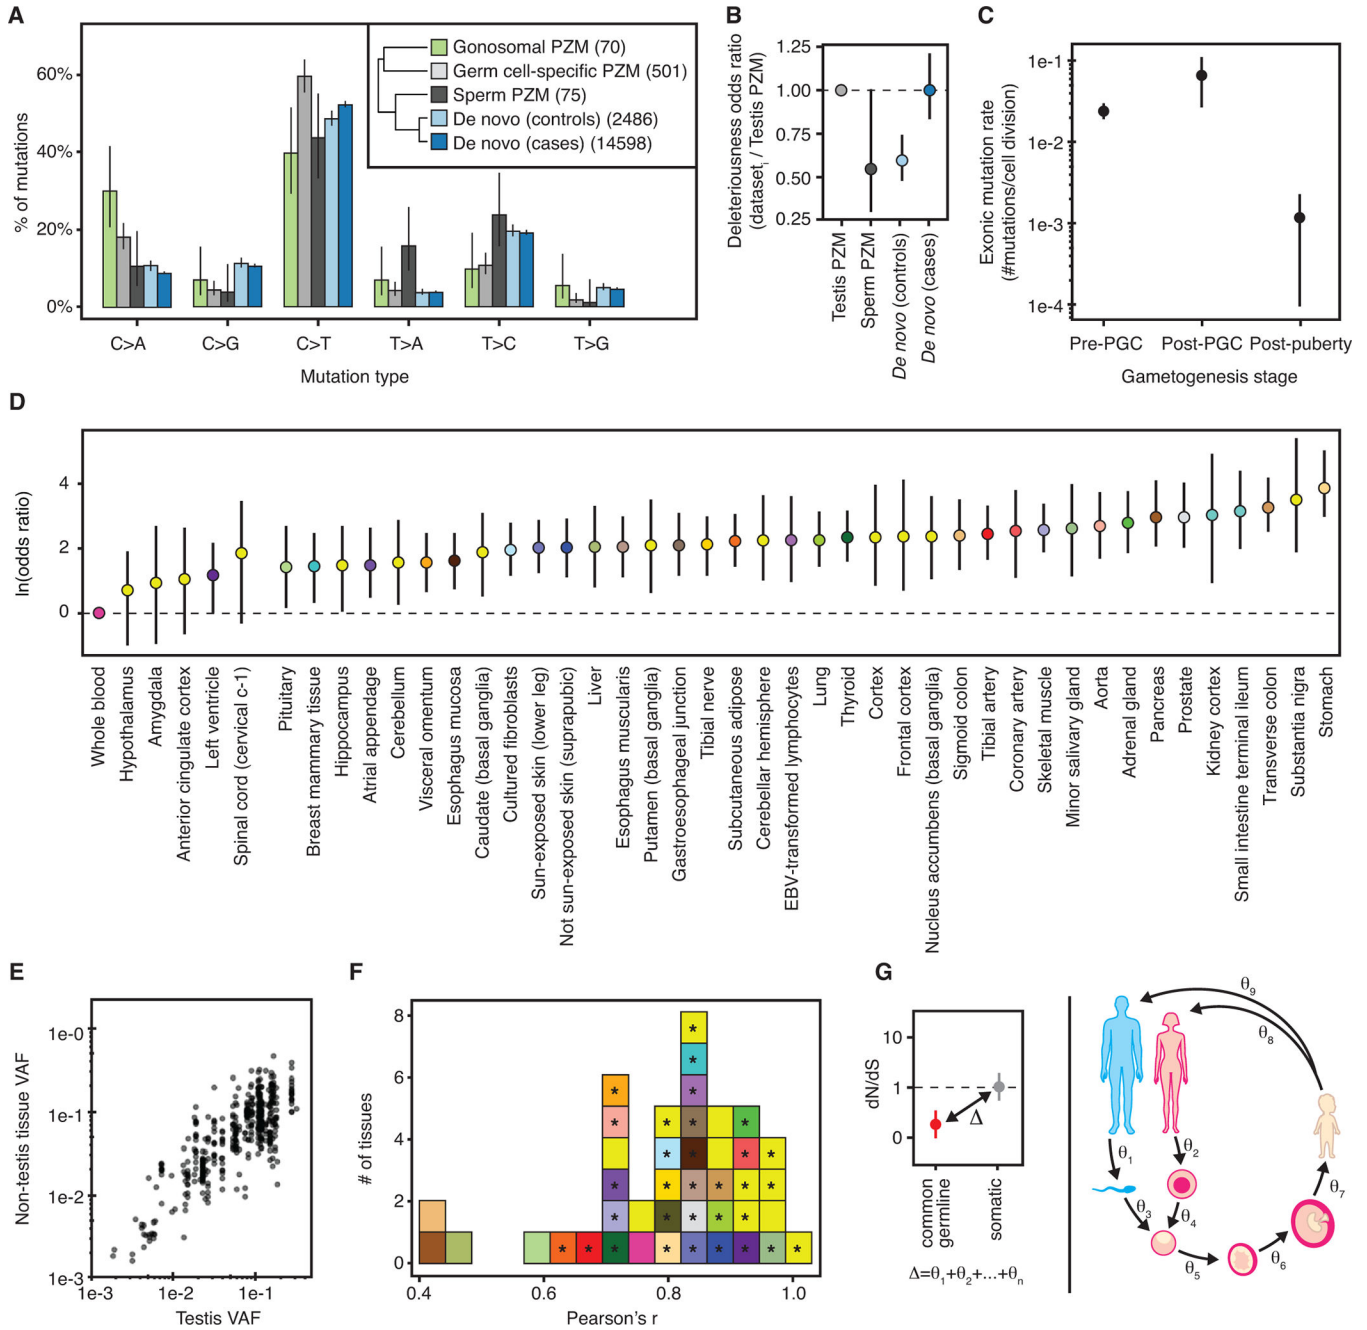 A
60%
40%
20%
0%
% of mutations
Gonosomal PZM (70)
Germ cell-specific PZM (501)
Sperm PZM (75)
De novo (controls) (2486)
De novo (cases) (14598)
C>A
C>G
C>T
T>A
T>C
T>G
Mutation type
B
Deleteriousness odds ratio
(dataset i / Testis PZM)
1.25
1.00
0.75
0.50
0.25
Testis PZM
Sperm PZM
De novo (controls)
De novo (cases)
C
Exonic mutation rate
(#mutations/cell division)
1e-1
1e-2
1e-3
1e-4
Pre-PGC
Post-PGC
Post-puberty
Gametogenesis stage
D
ln(odds ratio)
4
2
0
Whole blood
Hypothalamus
Amygdala
Anterior cingulate cortex
Left ventricle
Spinal cord (cervical c-1)
Pituitary
Breast mammary tissue
Hippocampus
Atrial appendage
Cerebellum
Visceral omentum
Esophagus mucosa
Caudate (basal ganglia)
Cultured fibroblasts
Sun-exposed skin (lower leg)
Not sun-exposed skin (suprapubic)
Liver
Esophagus muscularis
Putamen (basal ganglia)
Gastroesophageal junction
Tibial nerve
Subcutaneous adipose
Cerebellar hemisphere
EBV-transformed lymphocytes
Lung
Thyroid
Cortex
Frontal cortex
Nucleus accumbens (basal ganglia)
Sigmoid colon
Tibial artery
Coronary artery
Skeletal muscle
Minor salivary gland
Aorta
Adrenal gland
Pancreas
Prostate
Kidney cortex
Small intestine terminal ileum
Transverse colon
Substantia nigra
Stomach
E
Non-testis tissue VAF
1e-0
1e-1
1e-2
1e-3
1e-3
1e-2
1e-1
Testis VAF
F
# of tissues
8
6
4
2
0
0.4
0.6
0.8
1.0
Pearson's r
G
dN/dS
10
1
0
Δ
common
germline
somatic
Δ=θ1+θ2+...+θn
θ9
θ8
θ1
θ2
θ3
θ4
θ5
θ6
θ7